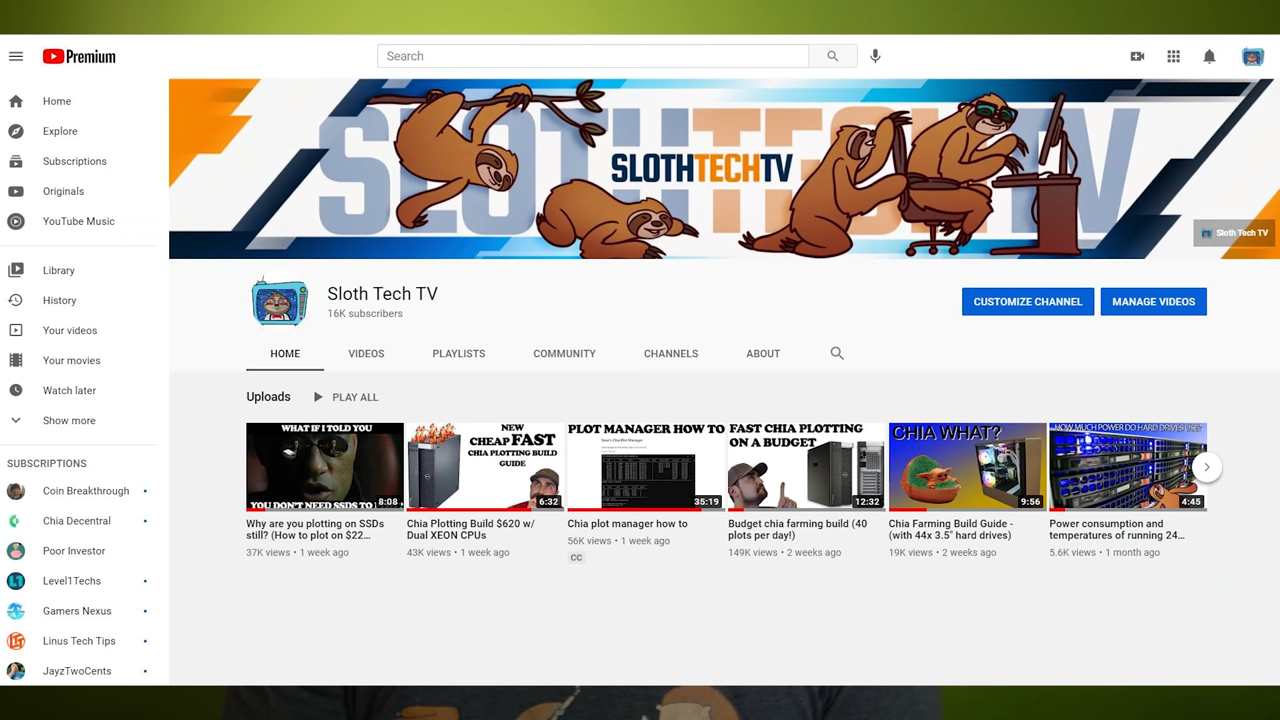 Premium
Search
Home
Explore
Subscriptions
Originals
YouTube Music
Library
History
Your videos
Your movies
Watch later
Show more
SUBSCRIPTIONS
Coin Breakthrough
Chia Decentral
Poor Investor
Level1Techs
Gamers Nexus
Linus Tech Tips
JayzTwoCents
SLOTHTECHTV
SLOTHTECHTV
Sloth Tech TV
Sloth Tech TV
16K subscribers
CUSTOMIZE CHANNEL
MANAGE VIDEOS
HOME VIDEOS PLAYLISTS COMMUNITY CHANNELS ABOUT
Uploads PLAY ALL
WHAT IF I TOLD YOU
YOU DON'T NEED SSDS TO
8:08
Why are you plotting on SSDs
still? (How to plot on $22...
37K views • 1 week ago
NEW
CHEAP FAST
CHIA PLOTTING BUILD
GUIDE
6:32
Chia Plotting Build $620 w/
Dual XEON CPUs
43K views • 1 week ago
PLOT MANAGER HOW TO
35:19
Chia plot manager how to
56K views • 1 week ago
CC
FAST CHIA PLOTTING
ON A BUDGET
12:32
Budget chia farming build (40
plots per day!)
149K views • 2 weeks ago
CHIA WHAT?
9:56
Chia Farming Build Guide -
(with 44x 3.5" hard drives)
19K views • 2 weeks ago
HOW MUCH POWER DO HARD DRIVES USE?
4:45
Power consumption and
temperatures of running 24...
5.6K views • 1 month ago